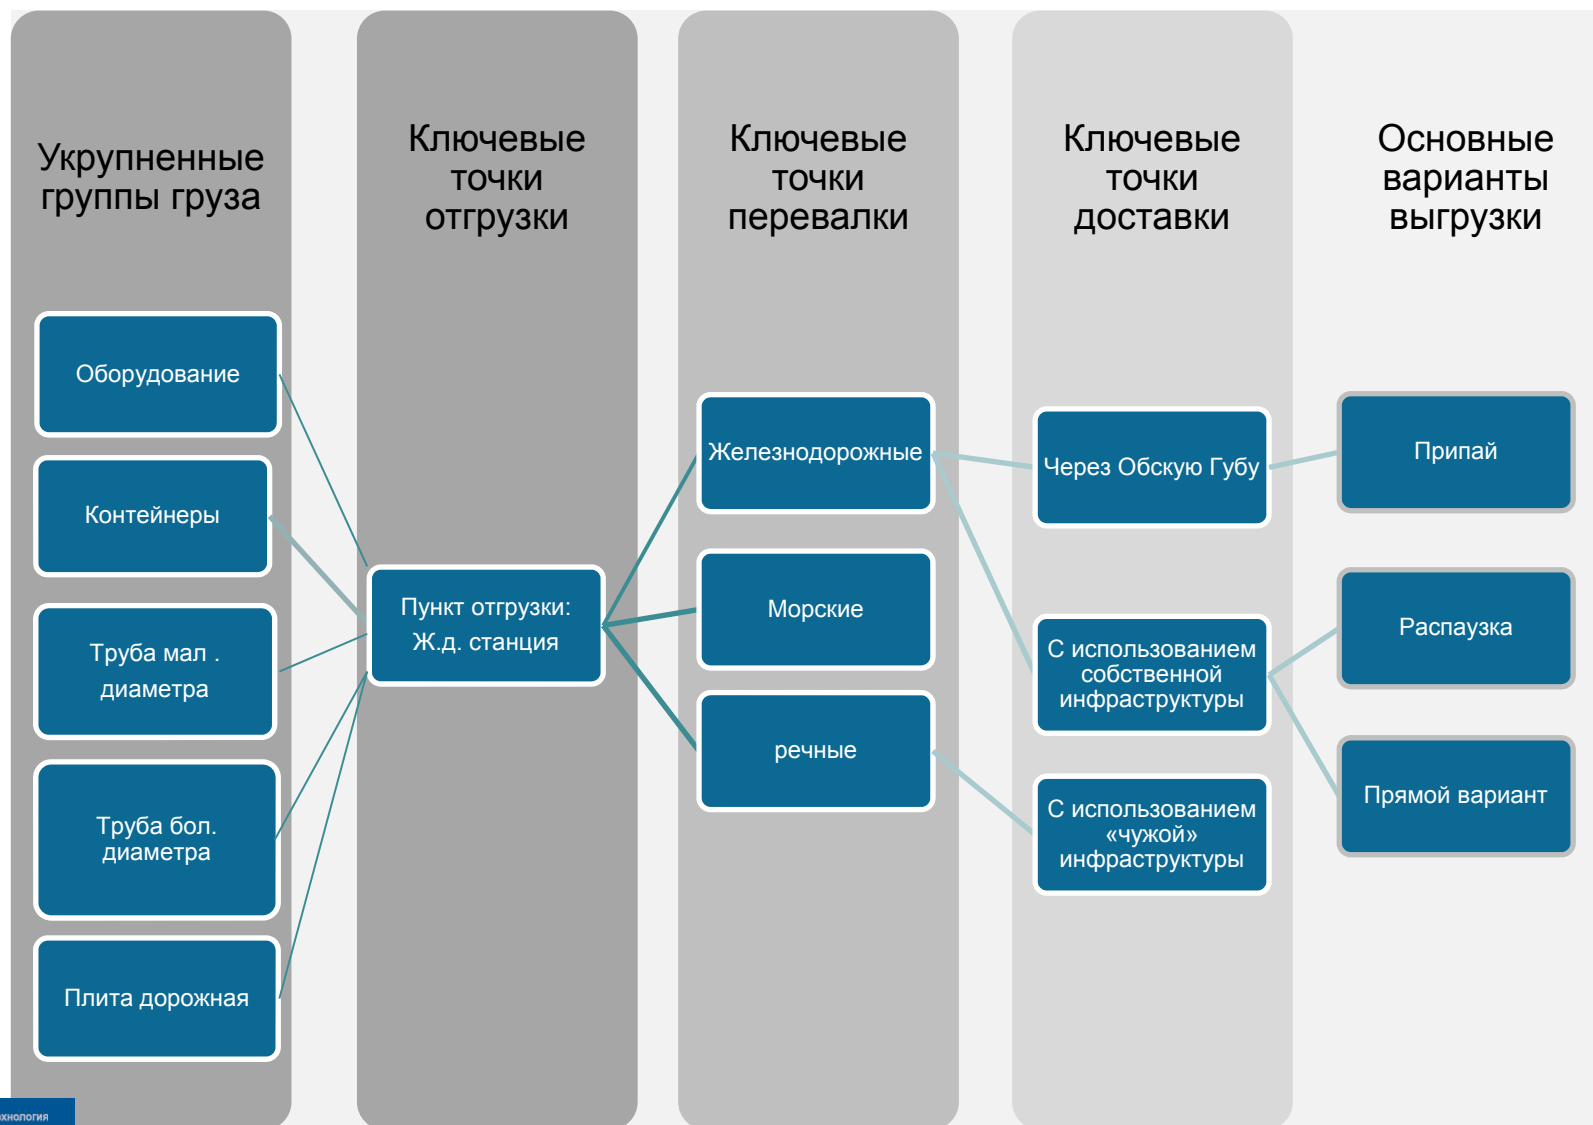 Укрупненные
группы груза
Ключевые
точки
отгрузки
Ключевые
точки
перевалки
Ключевые
точки
доставки
Основные
варианты
выгрузки
Оборудование
Контейнеры
Труба мал .
диаметра
Труба бол.
диаметра
Плита дорожная
Пункт отгрузки:
Ж.д. станция
Железнодорожные
Морские
речные
Через Обскую Губу
С использованием
собственной
инфраструктуры
С использованием
«чужой»
инфраструктуры
Припай
Распаузка
Прямой вариант